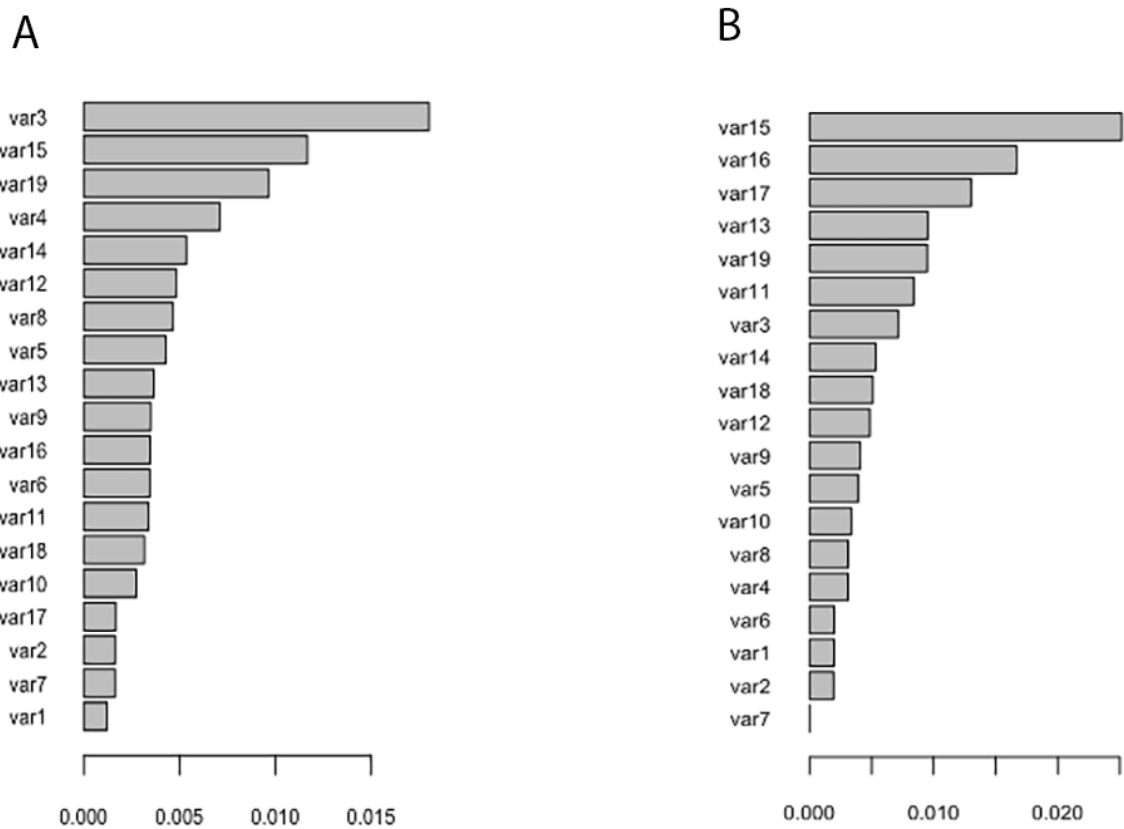 A
var3
var15
var19
var4
var14
var12
var8
var5
var13
var9
var16
var6
var11
var18
var10
var17
var2
var7
var1
0.000 0.005 0.010 0.015
B
var15
var16
var17
var13
var19
var11
var3
var14
var18
var12
var9
var5
var10
var8
var4
var6
var1
var2
var7
0.000 0.010 0.020